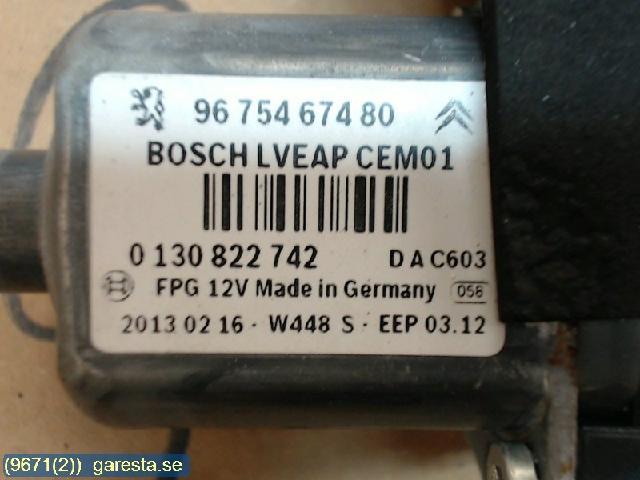 96 754 674 80
BOSCH LVEAP CEM01
0 130 822 742 D A C603
FPG 12V Made in Germany 056
2013 02 16 · W448 S · EEP 03.12
(9671(2)) garesta.se